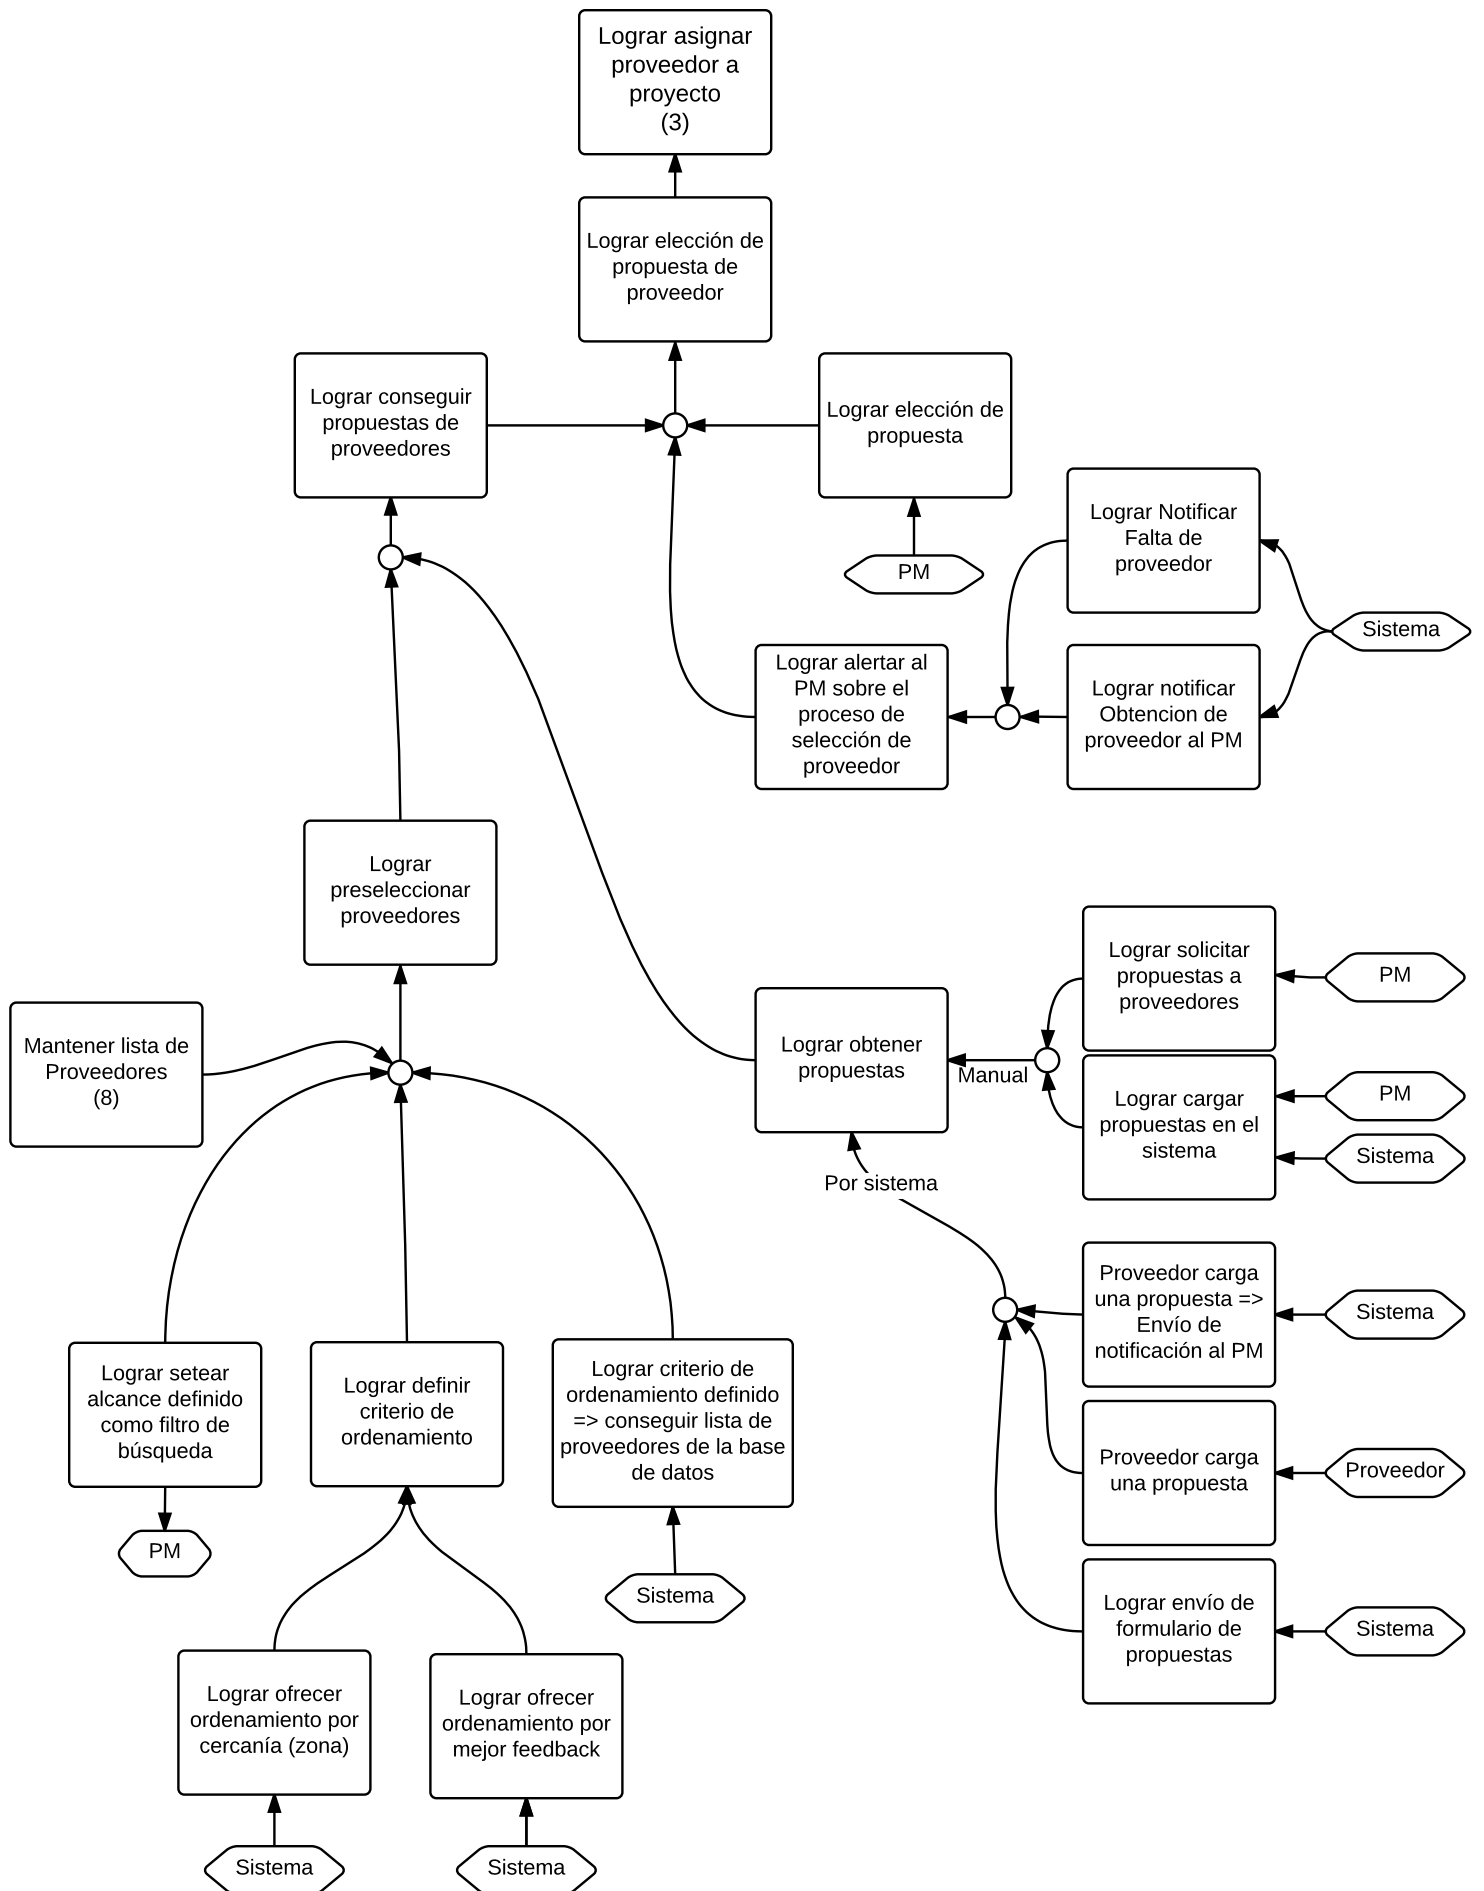 Lograr asignar
proveedor a
proyecto
(3)
Lograr elección de
propuesta de
proveedor
Lograr conseguir
propuestas de
proveedores
Lograr elección de
propuesta
PM
Lograr Notificar
Falta de
proveedor
Sistema
Lograr alertar al
PM sobre el
proceso de
selección de
proveedor
Lograr notificar
Obtencion de
proveedor al PM
Lograr
preseleccionar
proveedores
Mantener lista de
Proveedores
(8)
Lograr obtener
propuestas
Manual
Lograr solicitar
propuestas a
proveedores
PM
Lograr cargar
propuestas en el
sistema
PM
Sistema
Por sistema
Proveedor carga
una propuesta =>
Envío de
notificación al PM
Sistema
Proveedor carga
una propuesta
Proveedor
Lograr envío de
formulario de
propuestas
Sistema
Lograr setear
alcance definido
como filtro de
búsqueda
PM
Lograr definir
criterio de
ordenamiento
Lograr criterio de
ordenamiento definido
=> conseguir lista de
proveedores de la base
de datos
Sistema
Lograr ofrecer
ordenamiento por
cercanía (zona)
Sistema
Lograr ofrecer
ordenamiento por
mejor feedback
Sistema